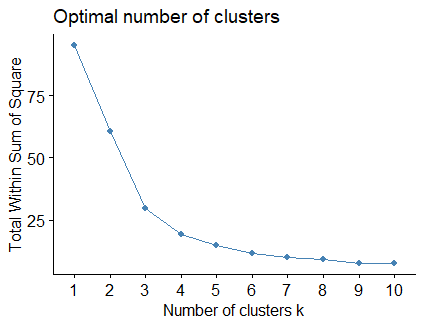 Optimal number of clusters
Total Within Sum of Square
75
50
25
1 2 3 4 5 6 7 8 9 10
Number of clusters k